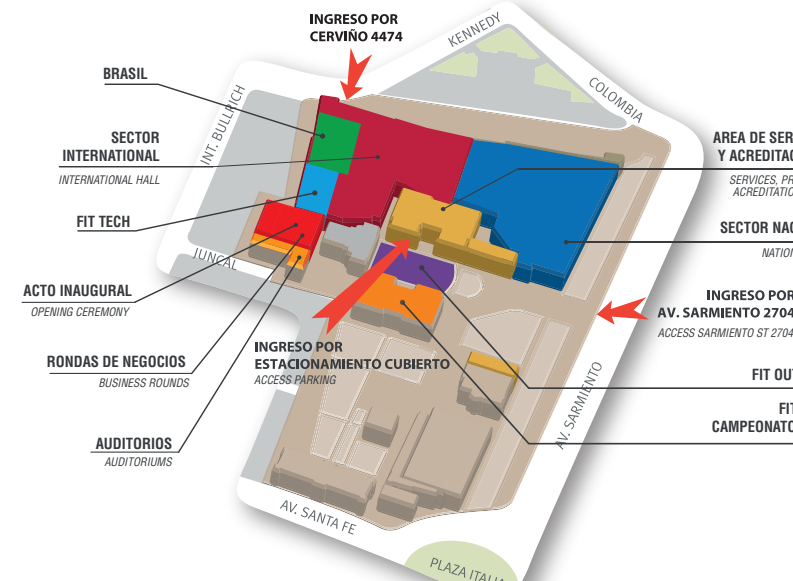 INGRESO POR
CERVIÑO 4474
KENNEDY
COLOMBIA
INT. BULLRICH
BRASIL
SECTOR
INTERNATIONAL
INTERNATIONAL HALL
FIT TECH
JUNCAL
ACTO INAUGURAL
OPENING CEREMONY
RONDAS DE NEGOCIOS
BUSINESS ROUNDS
AUDITORIOS
AUDITORIUMS
INGRESO POR
ESTACIONAMIENTO CUBIERTO
ACCESS PARKING
AREA DE SER
Y ACREDITAC
SERVICES, PR
ACREDITATIO
SECTOR NAC
NATION
INGRESO POR
AV. SARMIENTO 2704
ACCESS SARMIENTO ST 2704
FIT OUT
FIT
CAMPEONATO
AV. SARMIENTO
AV. SANTA FE
PLAZA ITALIA